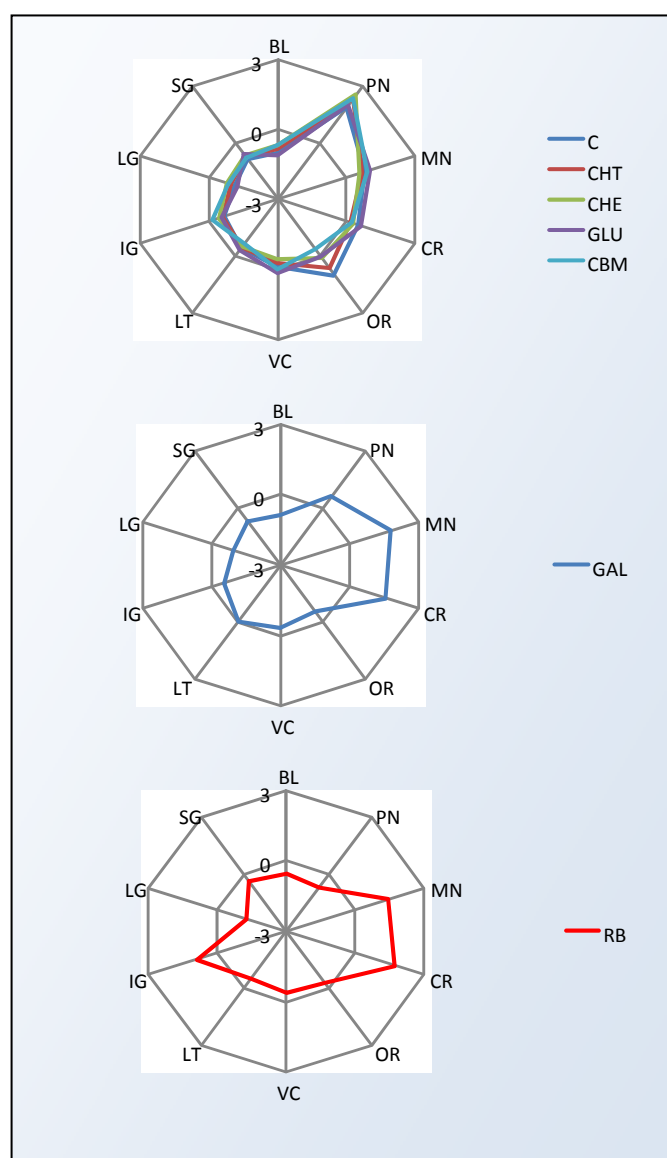 BL
3
SG
PN
0
LG
MN
-3
IG
CR
LT
OR
VC
C
CHT
CHE
GLU
CBM
BL
3
SG
PN
0
LG
MN
-3
IG
CR
LT
OR
VC
GAL
BL
3
SG
PN
0
LG
MN
-3
IG
CR
LT
OR
VC
RB